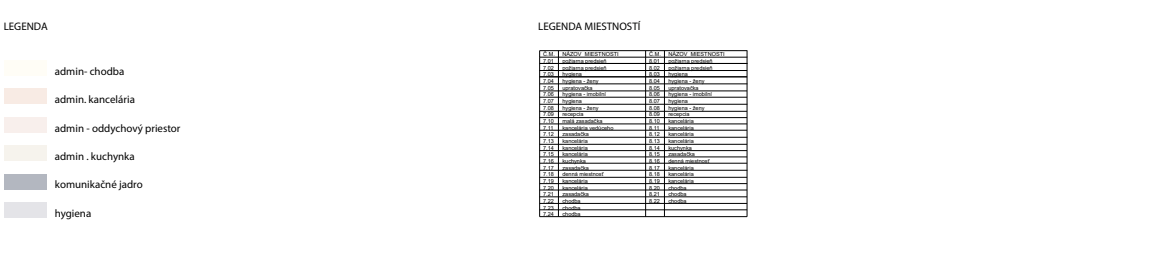 LEGENDA
admin- chodba
admin. kancelária
admin - oddychový priestor
admin . kuchynka
komunikačné jadro
hygiena
LEGENDA MIESTNOSTÍ
Č.M. NÁZOV MIESTNOSTI Č.M. NÁZOV MIESTNOSTI
7.01 požiarna predsieň 8.01 požiarna predsieň
7.02 požiarna predsieň 8.02 požiarna predsieň
7.03 hygiena 8.03 hygiena
7.04 hygiena - ženy 8.04 hygiena - ženy
7.05 upratovačka 8.05 upratovačka
7.06 hygiena - imobilní 8.06 hygiena - imobilní
7.07 hygiena 8.07 hygiena
7.08 hygiena - ženy 8.08 hygiena - ženy
7.09 recepcia 8.09 recepcia
7.10 malá zasadačka 8.10 kancelária
7.11 kancelária vedúceho 8.11 kancelária
7.12 zasadačka 8.12 kancelária
7.13 kancelária 8.13 kancelária
7.14 kancelária 8.14 kuchynka
7.15 kancelária 8.15 zasadačka
7.16 kuchynka 8.16 denná miestnosť
7.17 zasadačka 8.17 kancelária
7.18 denná miestnosť 8.18 kancelária
7.19 kancelária 8.19 kancelária
7.20 kancelária 8.20 chodba
7.21 zasadačka 8.21 chodba
7.22 chodba 8.22 chodba
7.23 chodba
7.24 chodba